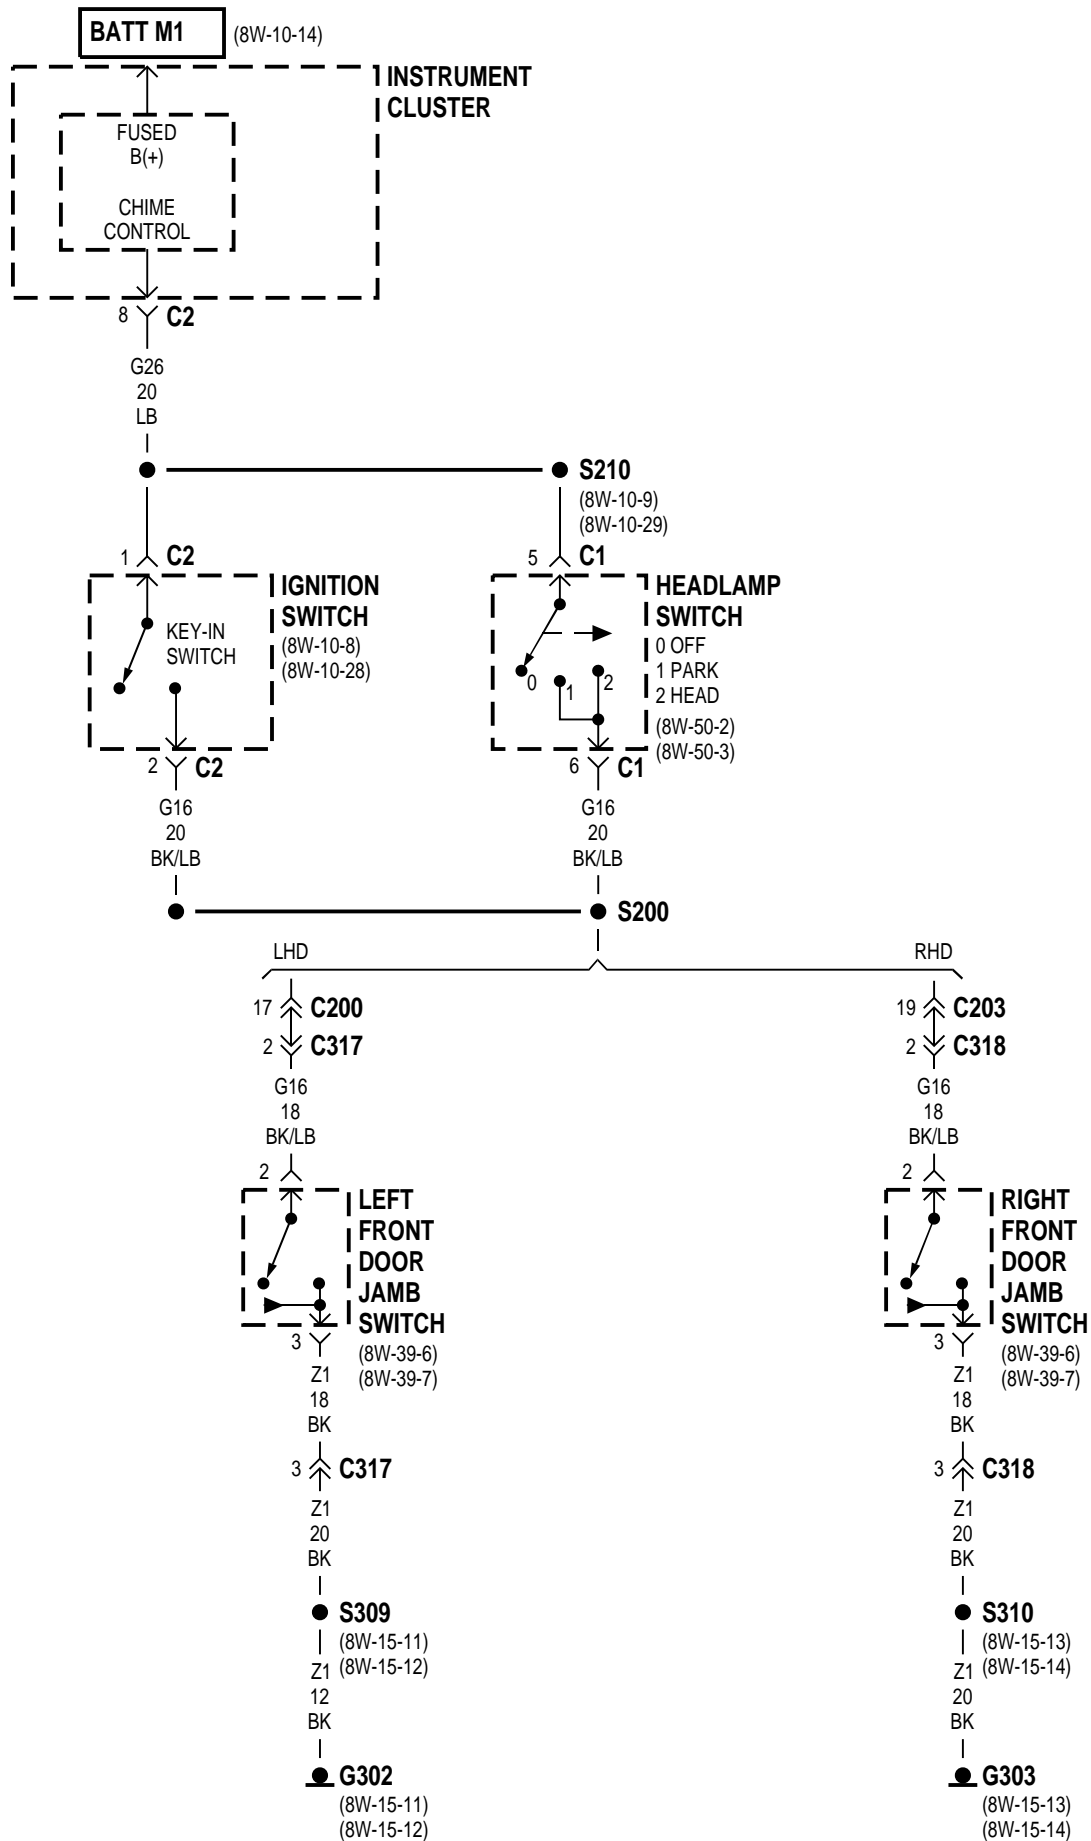 BATT M1 (8W-10-14)
INSTRUMENT
CLUSTER
FUSED
B(+)
CHIME
CONTROL
8 C2
G26
20
LB
S210
(8W-10-9)
(8W-10-29)
1 C2
5 C1
IGNITION
SWITCH
(8W-10-8)
(8W-10-28)
KEY-IN
SWITCH
HEADLAMP
SWITCH
0 OFF
1 PARK
2 HEAD
(8W-50-2)
(8W-50-3)
0 1 2
2 C2
6 C1
G16
20
BK/LB
G16
20
BK/LB
S200
LHD
RHD
17 C200
2 C317
G16
18
BK/LB
2
LEFT
FRONT
DOOR
JAMB
SWITCH
(8W-39-6)
(8W-39-7)
3
Z1
18
BK
3 C317
Z1
20
BK
S309
(8W-15-11)
(8W-15-12)
Z1
12
BK
G302
(8W-15-11)
(8W-15-12)
19 C203
2 C318
G16
18
BK/LB
2
RIGHT
FRONT
DOOR
JAMB
SWITCH
(8W-39-6)
(8W-39-7)
3
Z1
18
BK
3 C318
Z1
20
BK
S310
(8W-15-13)
(8W-15-14)
Z1
20
BK
G303
(8W-15-13)
(8W-15-14)